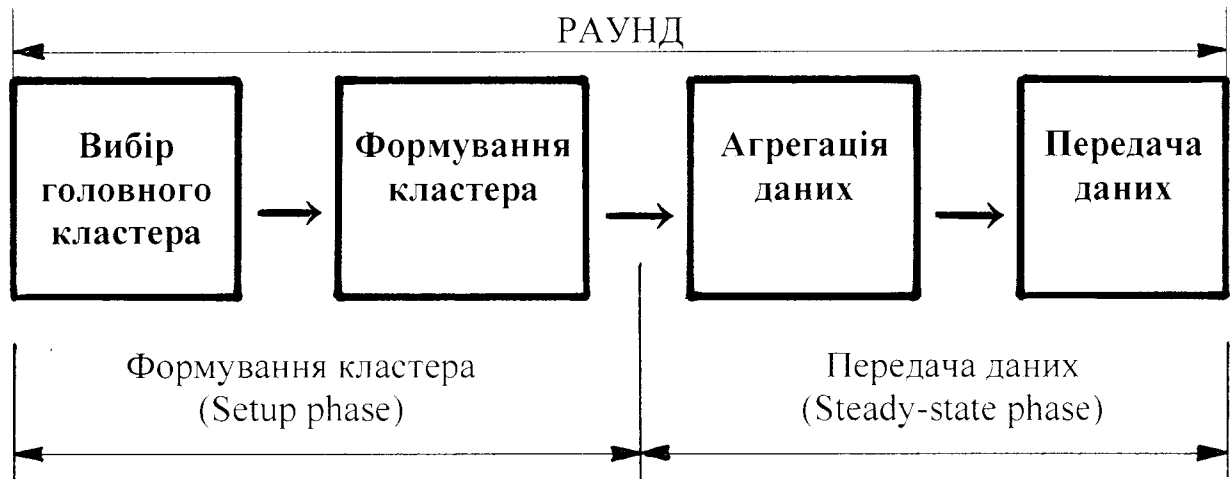 РАУНД
Вибір
головного
кластера
Формування
кластера
Агрегація
даних
Передача
даних
Формування кластера
(Setup phase)
Передача даних
(Steady-state phase)